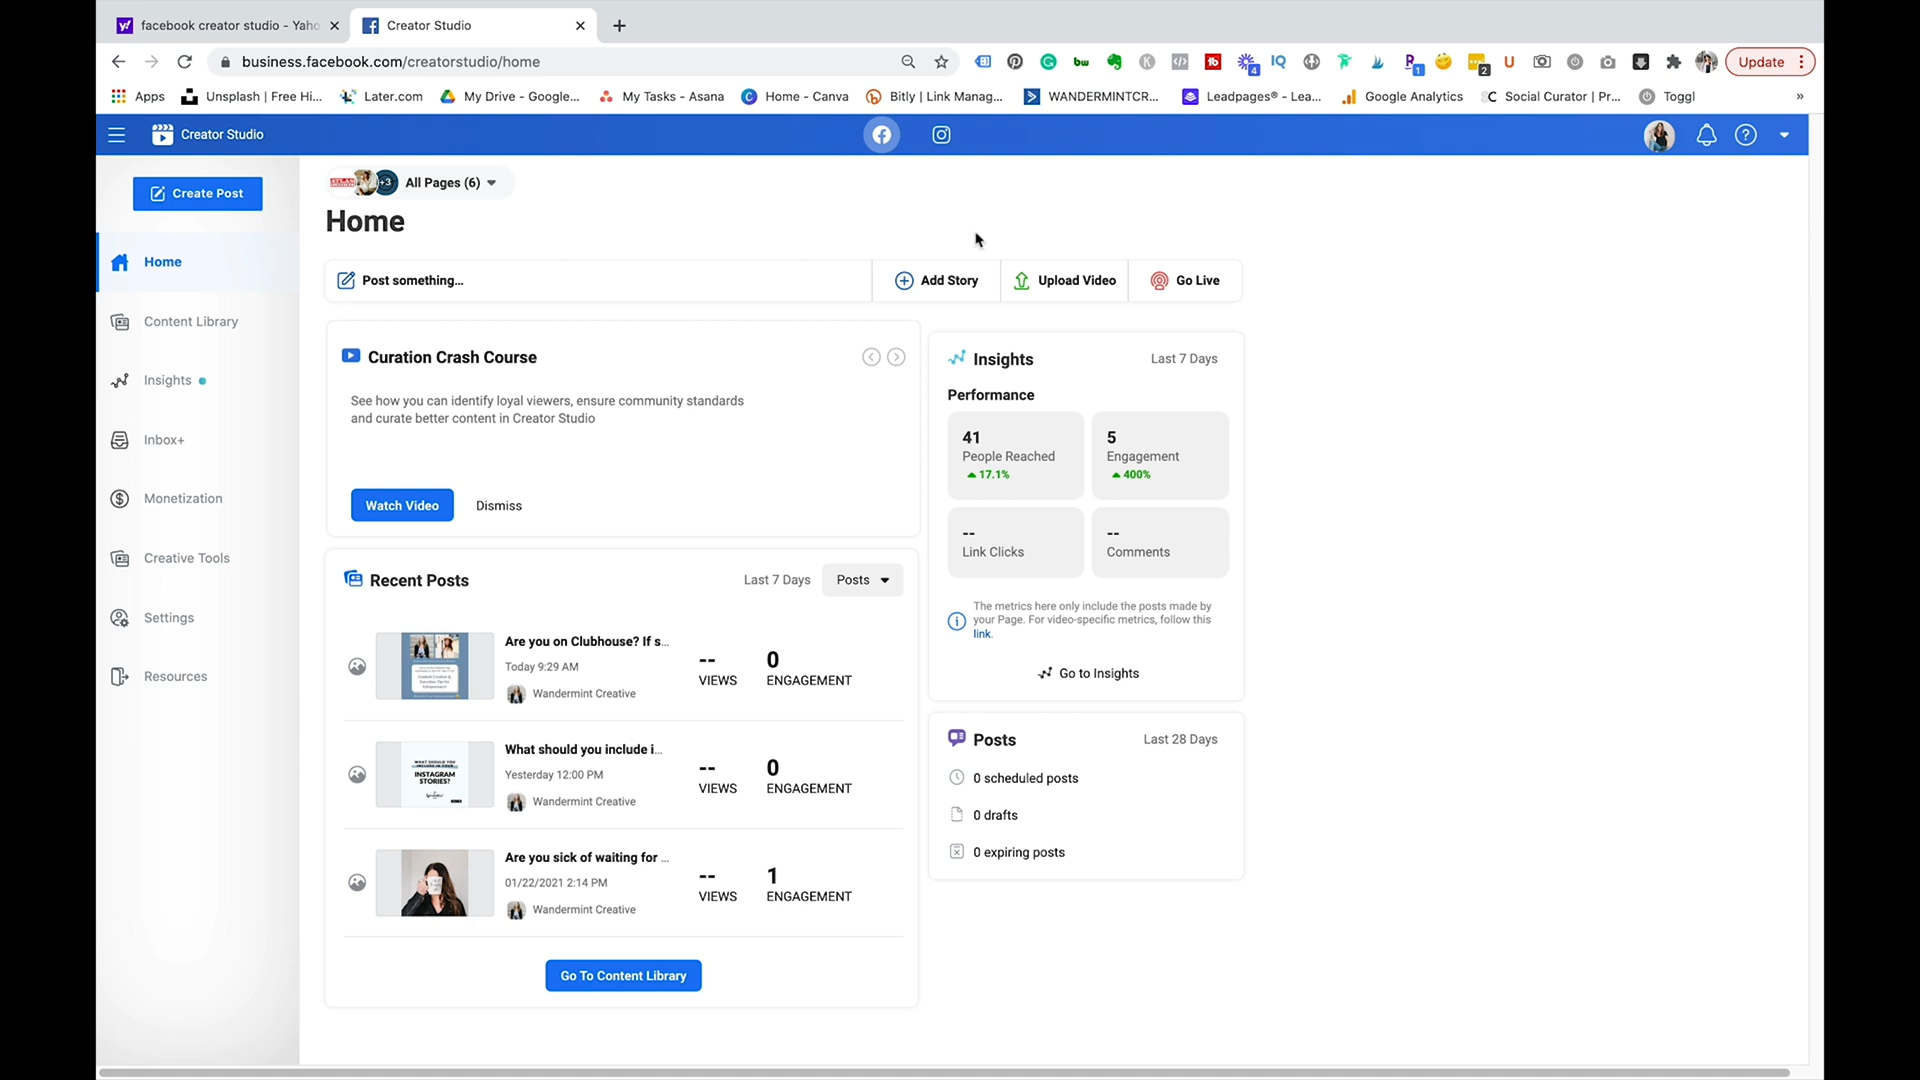 facebook creator studio - Yaho
Creator Studio
business.facebook.com/creatorstudio/home
Update
Apps
Unsplash | Free Hi...
Later.com
My Drive - Google...
My Tasks - Asana
Home - Canva
Bitly | Link Manag...
WANDERMINTCR...
Leadpages® - Lea...
Google Analytics
Social Curator | Pr...
Toggl
»
Creator Studio
Create Post
+3
All Pages (6)
Home
Home
Content Library
Insights
Inbox+
Monetization
Creative Tools
Settings
Resources
Post something...
Add Story
Upload Video
Go Live
Curation Crash Course
See how you can identify loyal viewers, ensure community standards
and curate better content in Creator Studio
Watch Video
Dismiss
Recent Posts
Last 7 Days
Posts
Are you on Clubhouse? If s...
Today 9:29 AM
Wandermint Creative
--
VIEWS
0
ENGAGEMENT
What should you include i...
Yesterday 12:00 PM
Wandermint Creative
--
VIEWS
0
ENGAGEMENT
WHAT SHOULD YOU
INCLUDE IN YOUR
INSTAGRAM
STORIES?
Are you sick of waiting for ...
01/22/2021 2:14 PM
Wandermint Creative
--
VIEWS
1
ENGAGEMENT
Go To Content Library
Insights
Last 7 Days
Performance
41
People Reached
17.1%
5
Engagement
400%
--
Link Clicks
--
Comments
The metrics here only include the posts made by
your Page. For video-specific metrics, follow this
link.
Go to Insights
Posts
Last 28 Days
0 scheduled posts
0 drafts
0 expiring posts